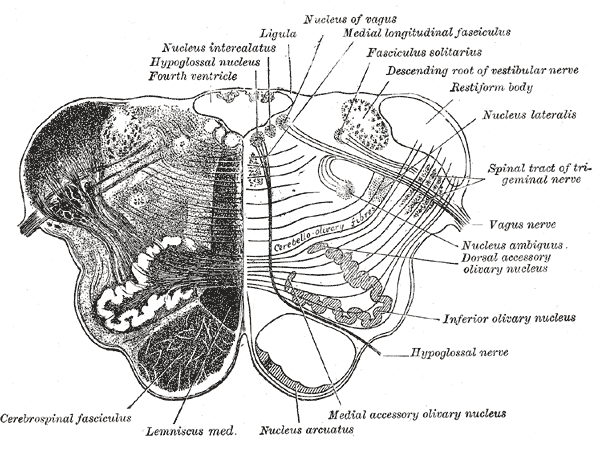 Nucleus of vagus
Ligula
Medial longitudinal fasciculus
Nucleus intercalatus
Fasciculus solitarius
Hypoglossal nucleus
Descending root of vestibular nerve
Fourth ventricle
Restiform body
Nucleus lateralis
Spinal tract of tri-
geminal nerve
Vagus nerve
Cerebello-olivary fibres
Nucleus ambiguus.
Dorsal accessory
olivary nucleus
Inferior olivary nucleus
Hypoglossal nerve
Cerebrospinal fasciculus
Medial accessory olivary nucleus
Lemniscus med.
Nucleus arcuatus